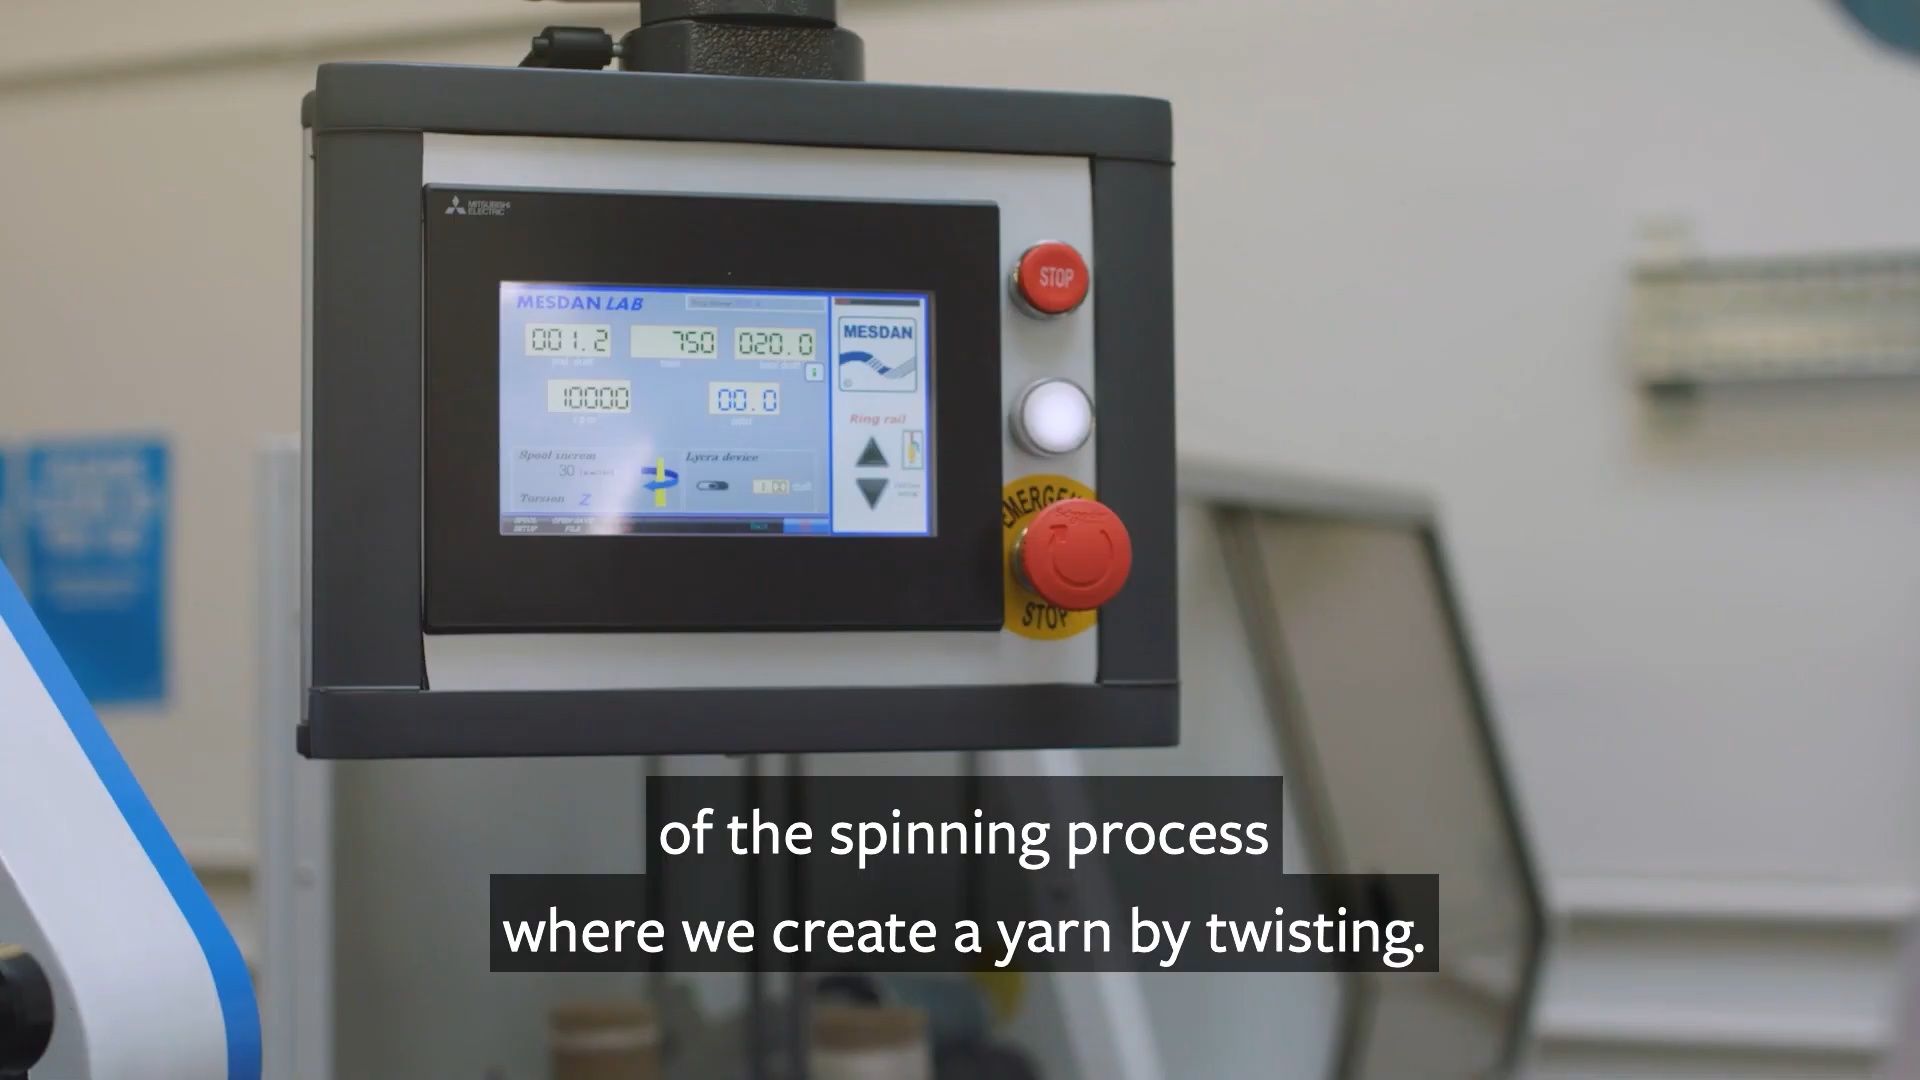 MITSUBISHI
ELECTRIC
MESDAN LAB
001.2
750
020.0
10000
00.0
Spool increm
30
Torsion Z
Lycra device
MESDAN
Ring rail
STOP
EMERGENCY
STOP
of the spinning process
where we create a yarn by twisting.